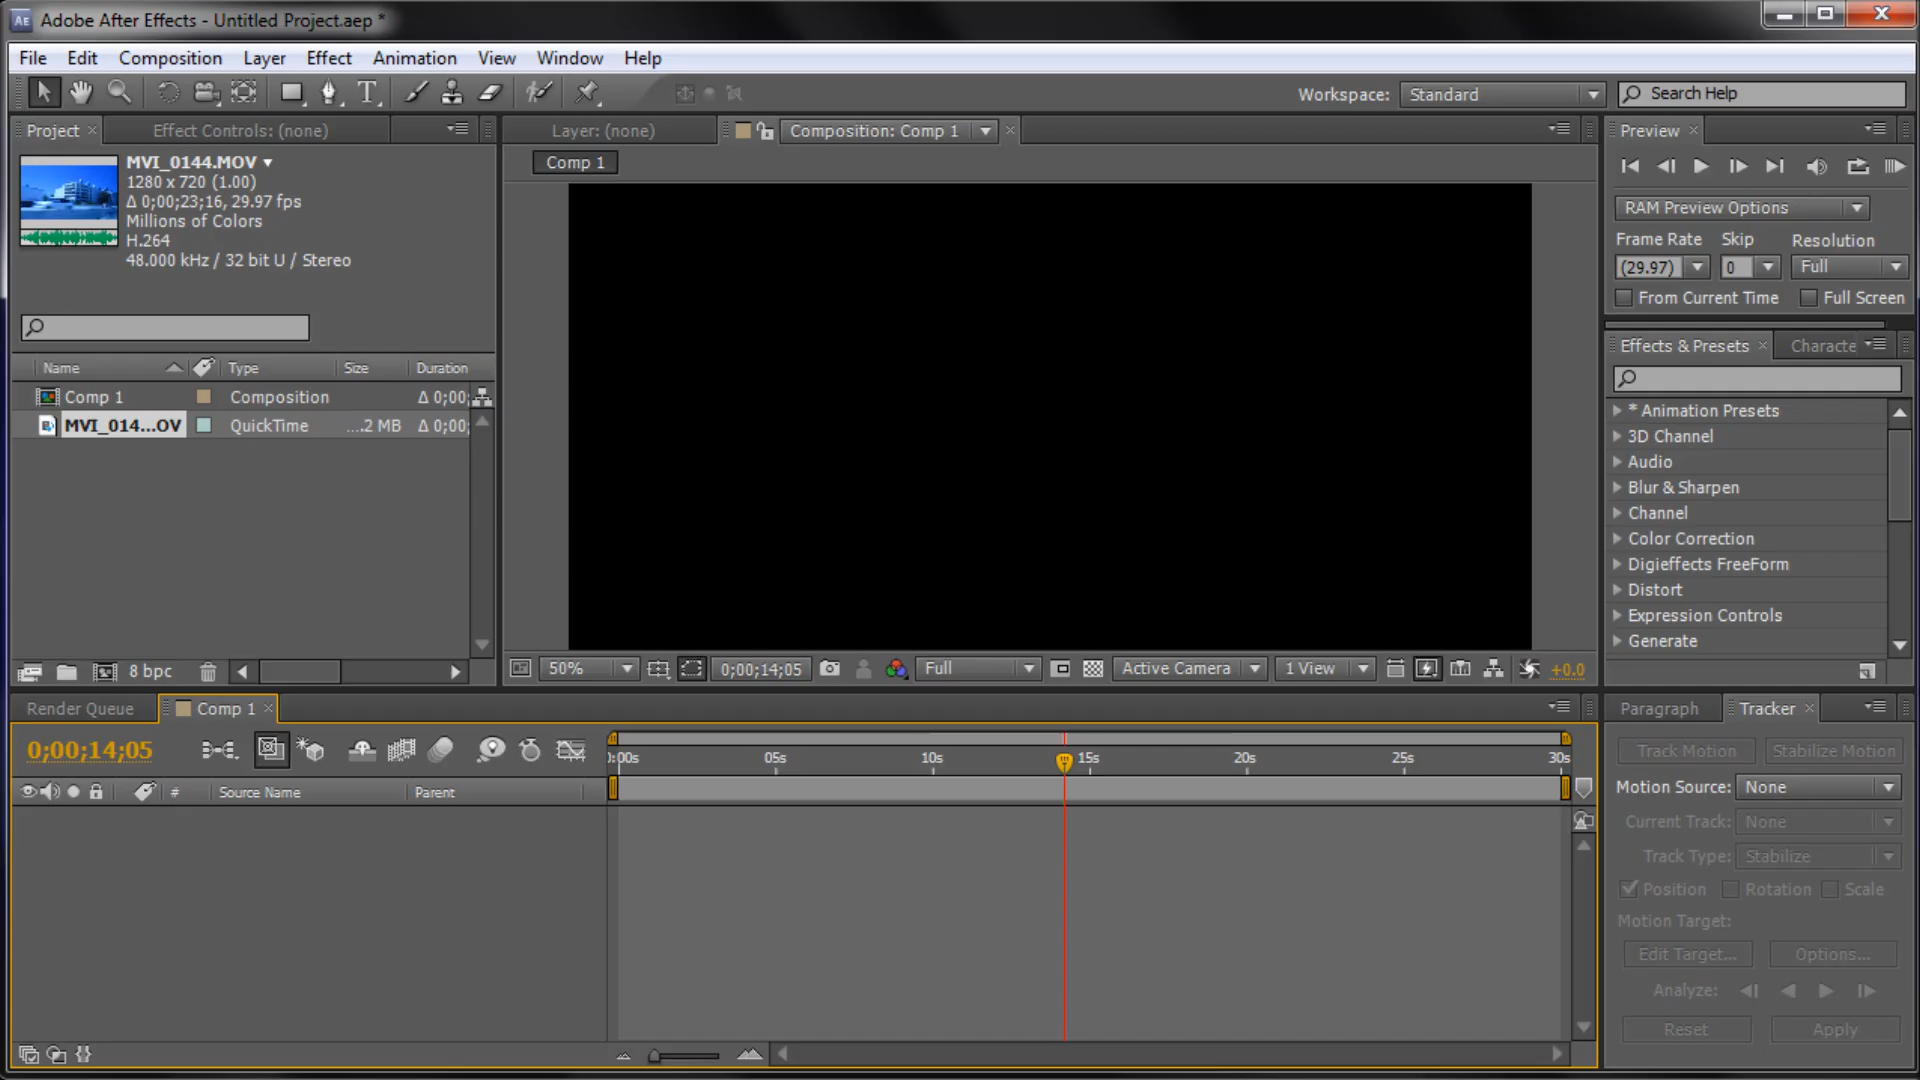 Adobe After Effects - Untitled Project.aep *
File Edit Composition Layer Effect Animation View Window Help
Workspace: Standard Search Help
Project Effect Controls: (none)
MVI_0144.MOV
1280 x 720 (1.00)
Δ 0;00;23;16, 29.97 fps
Millions of Colors
H.264
48.000 kHz / 32 bit U / Stereo
Name Type Size Duration
Comp 1 Composition Δ 0;00;
MVI_014...OV QuickTime ....2 MB Δ 0;00;
8 bpc
Layer: (none) Composition: Comp 1
Comp 1
50% 0;00;14;05 Full Active Camera 1 View +0.0
Preview
RAM Preview Options
Frame Rate Skip Resolution
(29.97) 0 Full
From Current Time Full Screen
Effects & Presets Characte
* Animation Presets
3D Channel
Audio
Blur & Sharpen
Channel
Color Correction
Digieffects FreeForm
Distort
Expression Controls
Generate
Render Queue Comp 1
0;00;14;05
):00s 05s 10s 15s 20s 25s 30s
# Source Name Parent
Paragraph Tracker
Track Motion Stabilize Motion
Motion Source: None
Current Track: None
Track Type: Stabilize
Position Rotation Scale
Motion Target:
Edit Target... Options...
Analyze:
Reset Apply